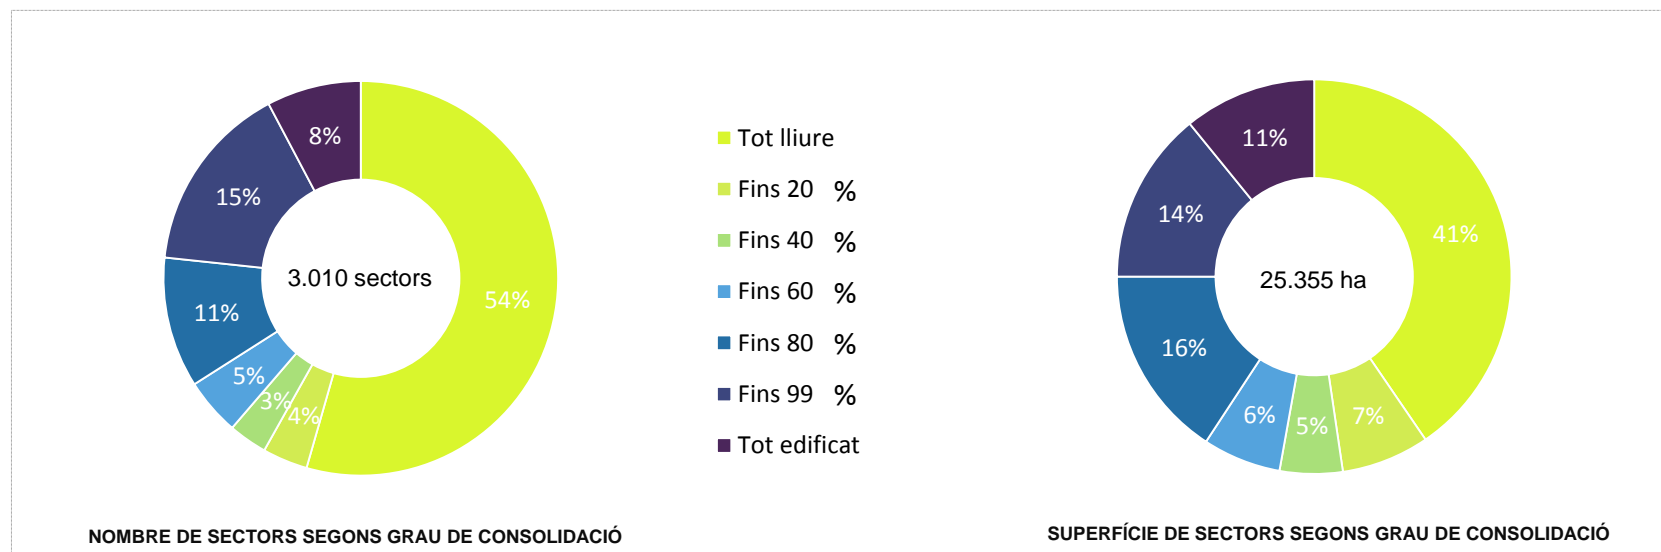 8%
15%
11%
5%
3%
4%
54%
3.010 sectors
NOMBRE DE SECTORS SEGONS GRAU DE CONSOLIDACIÓ
Tot lliure
Fins 20 %
Fins 40 %
Fins 60 %
Fins 80 %
Fins 99 %
Tot edificat
11%
14%
41%
16%
6%
5%
7%
25.355 ha
SUPERFÍCIE DE SECTORS SEGONS GRAU DE CONSOLIDACIÓ